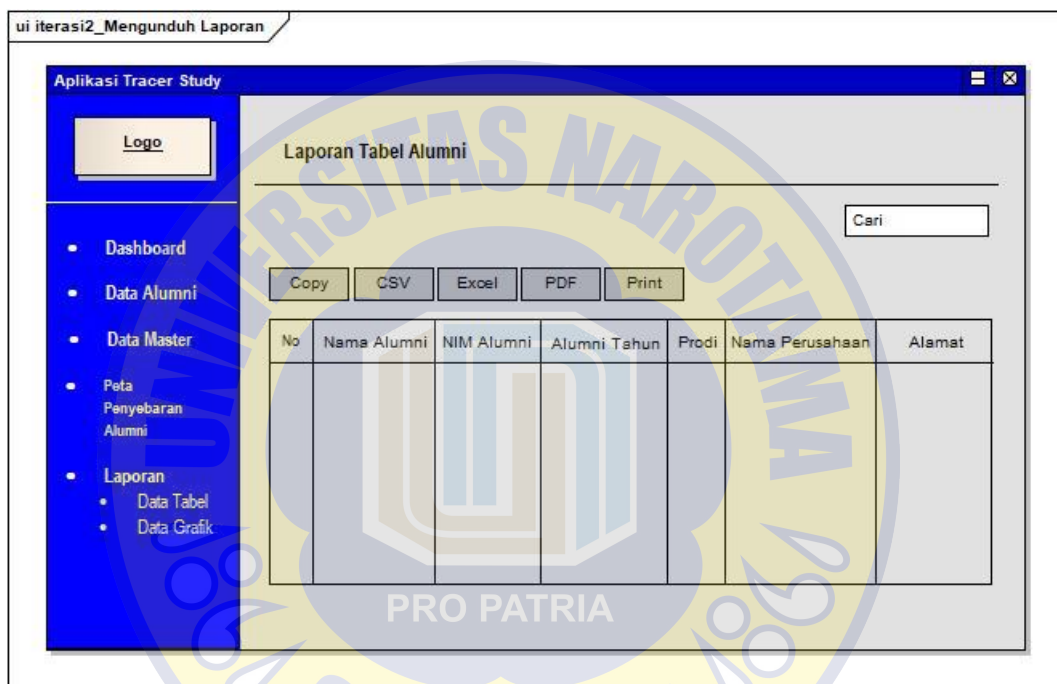 ui iterasi2_Mengunduh Laporan
Aplikasi Tracer Study
Logo
Dashboard
Data Alumni
Data Master
Peta
Penyebaran
Alumni
Laporan
Data Tabel
Data Grafik
Laporan Tabel Alumni
Cari
Copy CSV Excel PDF Print
No Nama Alumni NIM Alumni Alumni Tahun Prodi Nama Perusahaan Alamat
UNIVERSITAS NAROTAMA
PRO PATRIA